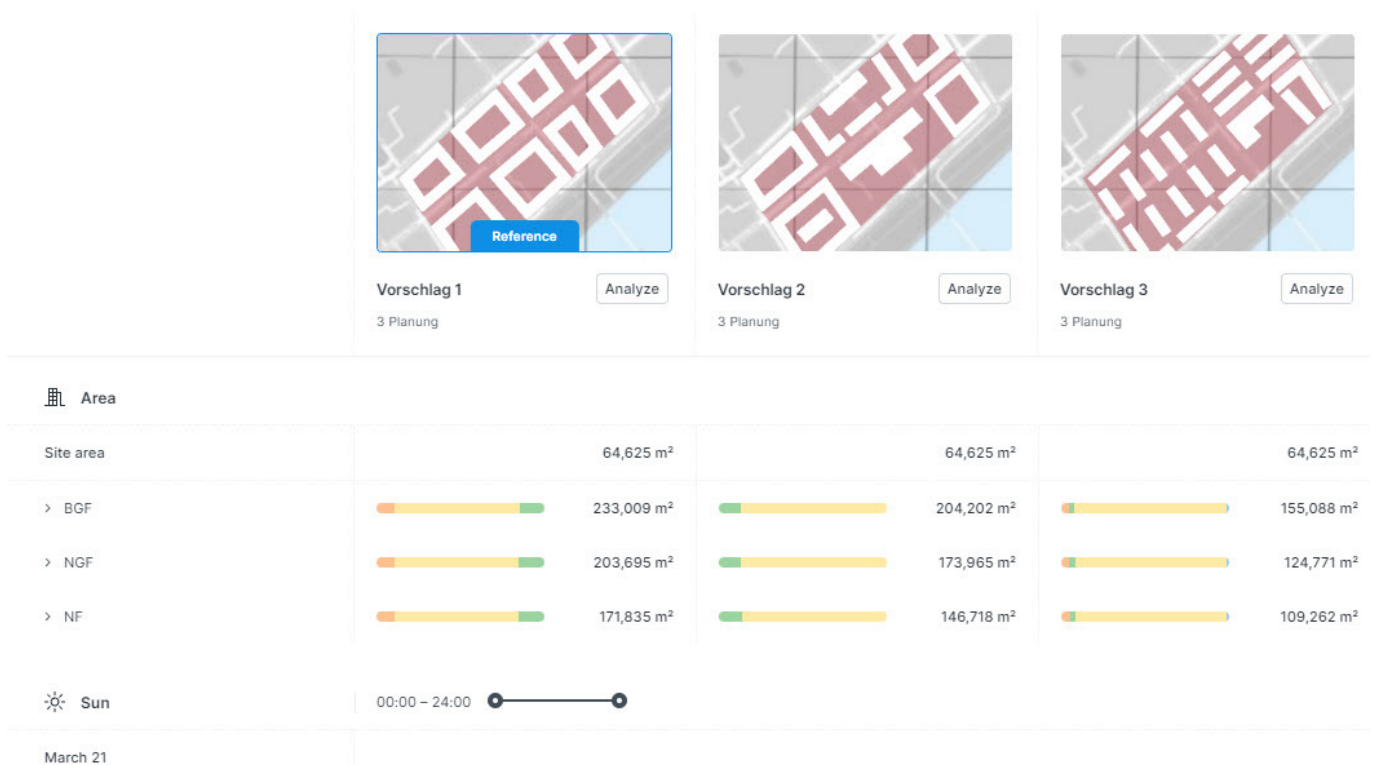 Reference
Vorschlag 1 Analyze Vorschlag 2 Analyze Vorschlag 3 Analyze
3 Planung 3 Planung 3 Planung
Area
Site area 64,625 m² 64,625 m² 64,625 m²
> BGF 233,009 m² 204,202 m² 155,088 m²
> NGF 203,695 m² 173,965 m² 124,771 m²
> NF 171,835 m² 146,718 m² 109,262 m²
Sun 00:00 – 24:00
March 21